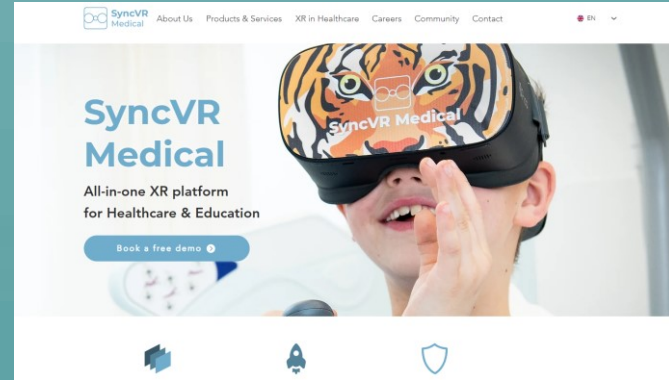 SyncVR
Medical
About Us
Products & Services
XR in Healthcare
Careers
Community
Contact
EN
SyncVR Medical
SyncVR
Medical
All-in-one XR platform
for Healthcare & Education
Book a free demo